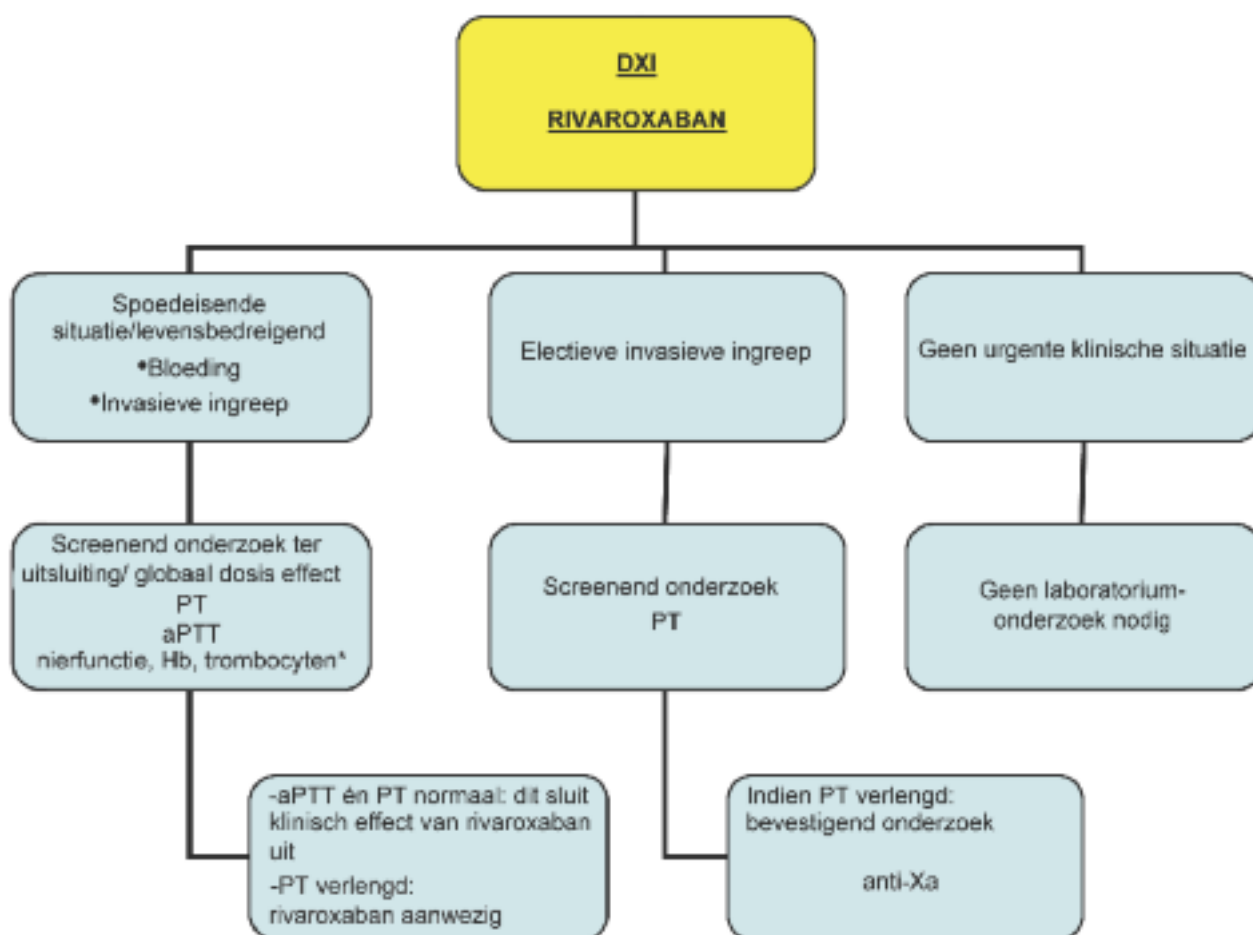 DXI
RIVAROXABAN
Spoedeisende
situatie/levensbedreigend
•Bloeding
•Invasieve ingreep
Electieve invasieve ingreep
Geen urgente klinische situatie
Screenend onderzoek ter
uitsluiting/ globaal dosis effect
PT
aPTT
nierfunctie, Hb, trombocyten*
Screenend onderzoek
PT
Geen laboratorium-
onderzoek nodig
-aPTT én PT normaal: dit sluit
klinisch effect van rivaroxaban
uit
-PT verlengd:
rivaroxaban aanwezig
Indien PT verlengd:
bevestigend onderzoek
anti-Xa